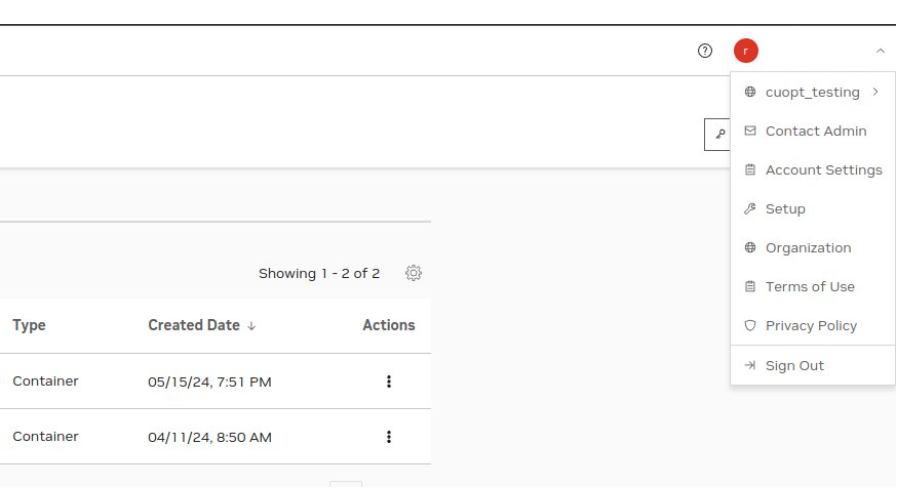 r
cuopt_testing
Contact Admin
Account Settings
Setup
Organization
Terms of Use
Privacy Policy
Sign Out
Showing 1 - 2 of 2
Type Created Date ↓ Actions
Container 05/15/24, 7:51 PM
Container 04/11/24, 8:50 AM